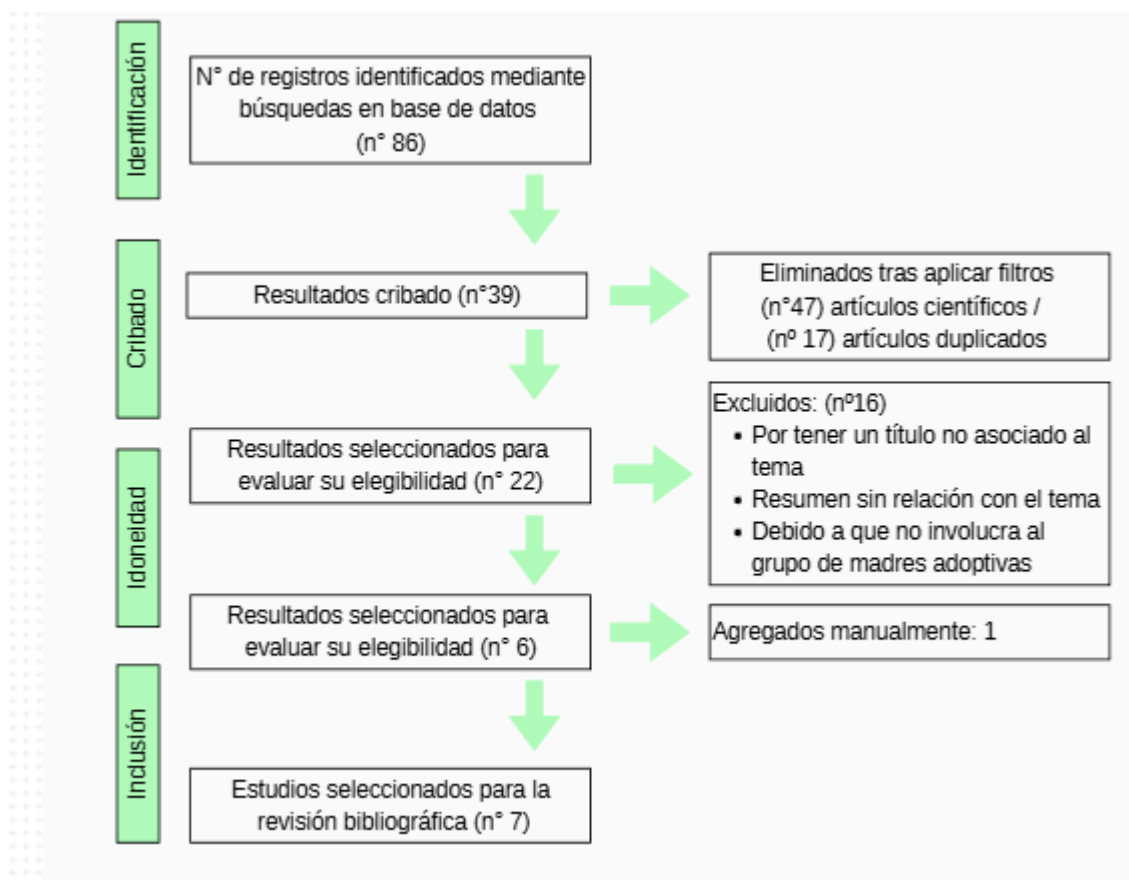 Identificación
N° de registros identificados mediante
búsquedas en base de datos
(n° 86)
Cribado
Resultados cribado (n°39)
Eliminados tras aplicar filtros
(n°47) artículos científicos /
(nº 17) artículos duplicados
Idoneidad
Resultados seleccionados para
evaluar su elegibilidad (n° 22)
Excluidos: (nº16)
• Por tener un título no asociado al
tema
• Resumen sin relación con el tema
• Debido a que no involucra al
grupo de madres adoptivas
Resultados seleccionados para
evaluar su elegibilidad (n° 6)
Agregados manualmente: 1
Inclusión
Estudios seleccionados para la
revisión bibliográfica (n° 7)